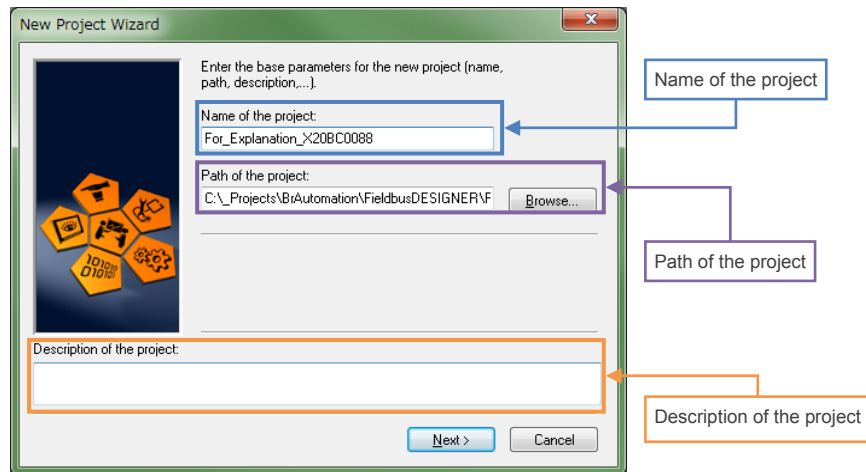 New Project Wizard
Enter the base parameters for the new project (name,
path, description,...).
Name of the project:
For_Explanation_X20BC0088
Path of the project:
C:\_Projects\BrAutomation\FieldbusDESIGNER\F
Browse...
101010
010101
Description of the project:
Next >
Cancel
Name of the project
Path of the project
Description of the project